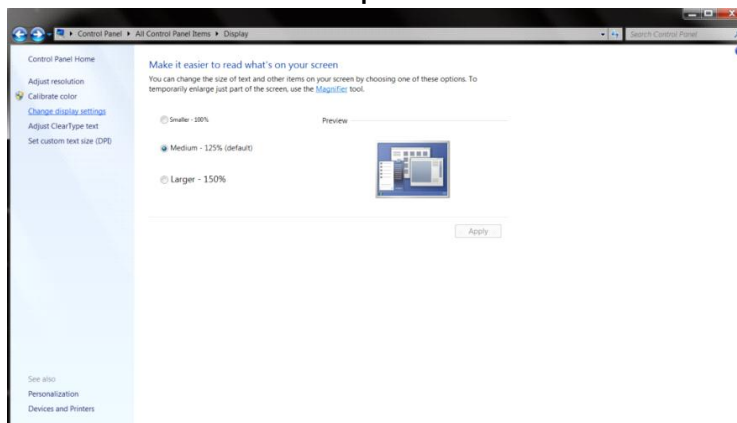 Control Panel ▸ All Control Panel Items ▸ Display
Search Control Panel
Control Panel Home
Adjust resolution
Calibrate color
Change display settings
Adjust ClearType text
Set custom text size (DPI)
Make it easier to read what's on your screen
You can change the size of text and other items on your screen by choosing one of these options. To
temporarily enlarge just part of the screen, use the Magnifier tool.
Smaller - 100%
Preview
Medium - 125% (default)
Larger - 150%
Apply
See also
Personalization
Devices and Printers